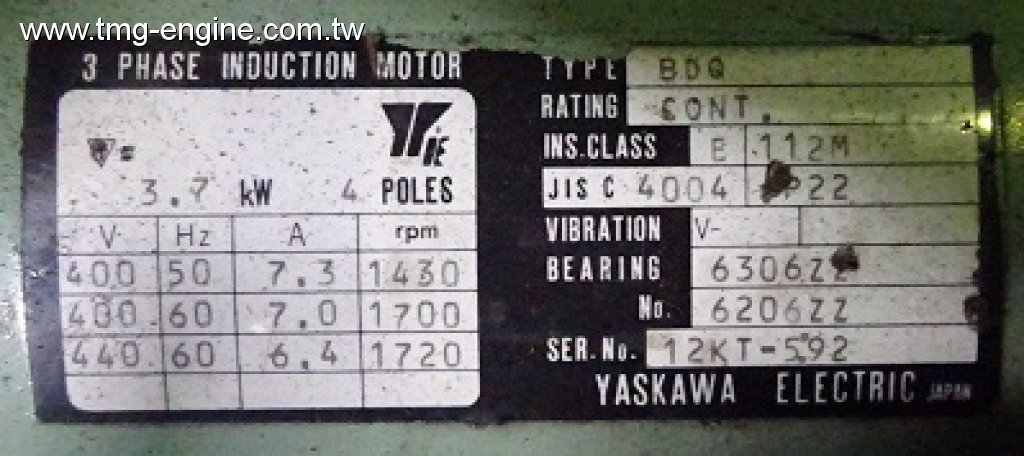 www.tmg-engine.com.tw
3 PHASE INDUCTION MOTOR
3.7 kW 4 POLES
V Hz A rpm
400 50 7.3 1430
400 60 7.0 1700
440 60 6.4 1720
TYPE BDQ
RATING CONT.
INS.CLASS E 112M
JIS C 4004 P22
VIBRATION V-
BEARING 6306ZZ
No. 6206ZZ
SER.No. 12KT-592
YASKAWA ELECTRIC JAPAN